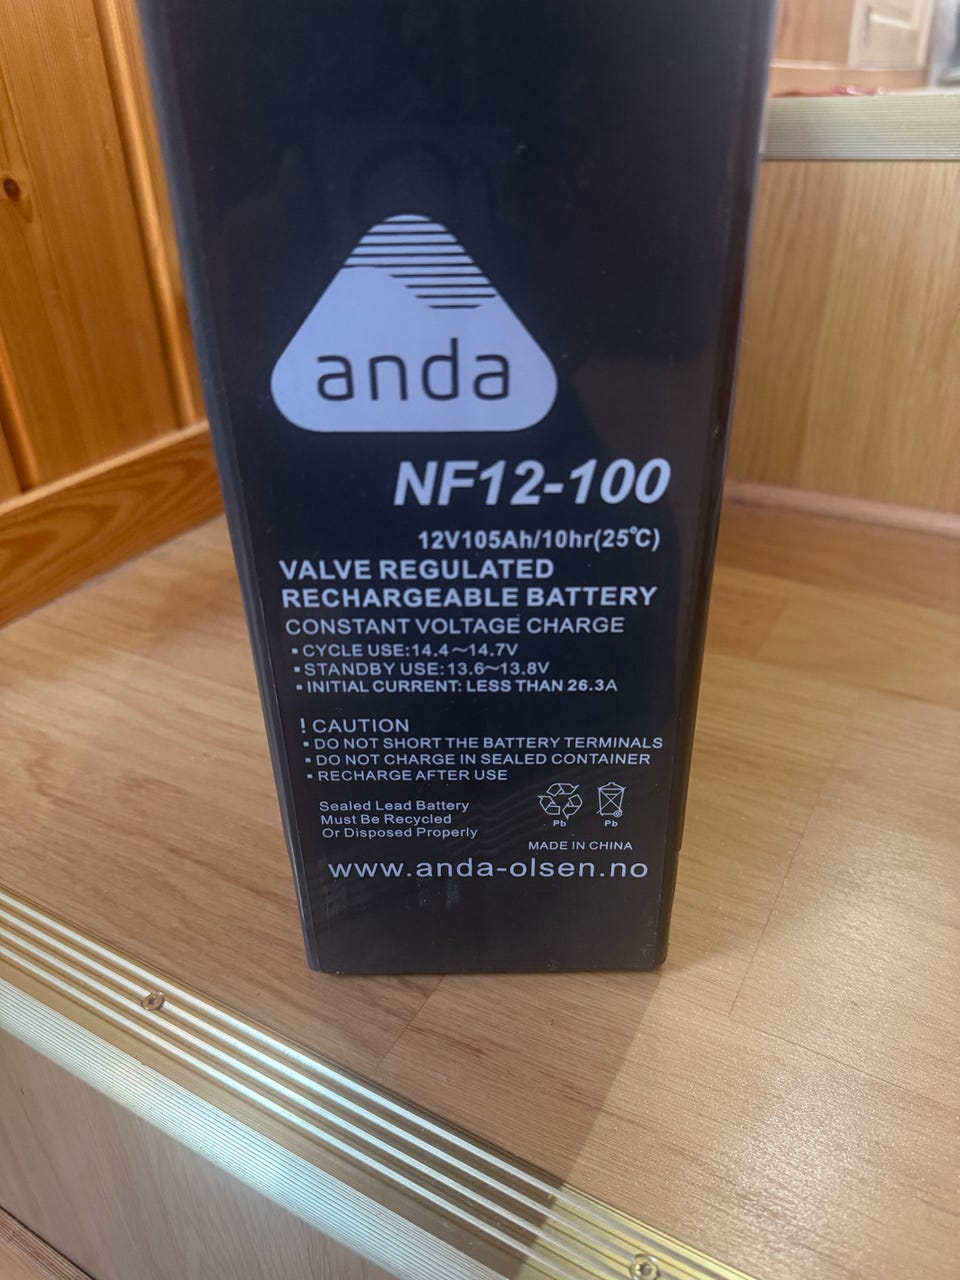 anda
NF12-100
12V105Ah/10hr(25℃)
VALVE REGULATED
RECHARGEABLE BATTERY
CONSTANT VOLTAGE CHARGE
▪ CYCLE USE:14.4~14.7V
▪ STANDBY USE:13.6~13.8V
▪ INITIAL CURRENT: LESS THAN 26.3A
! CAUTION
▪ DO NOT SHORT THE BATTERY TERMINALS
▪ DO NOT CHARGE IN SEALED CONTAINER
▪ RECHARGE AFTER USE
Sealed Lead Battery
Must Be Recycled
Or Disposed Properly
Pb Pb
MADE IN CHINA
www.anda-olsen.no